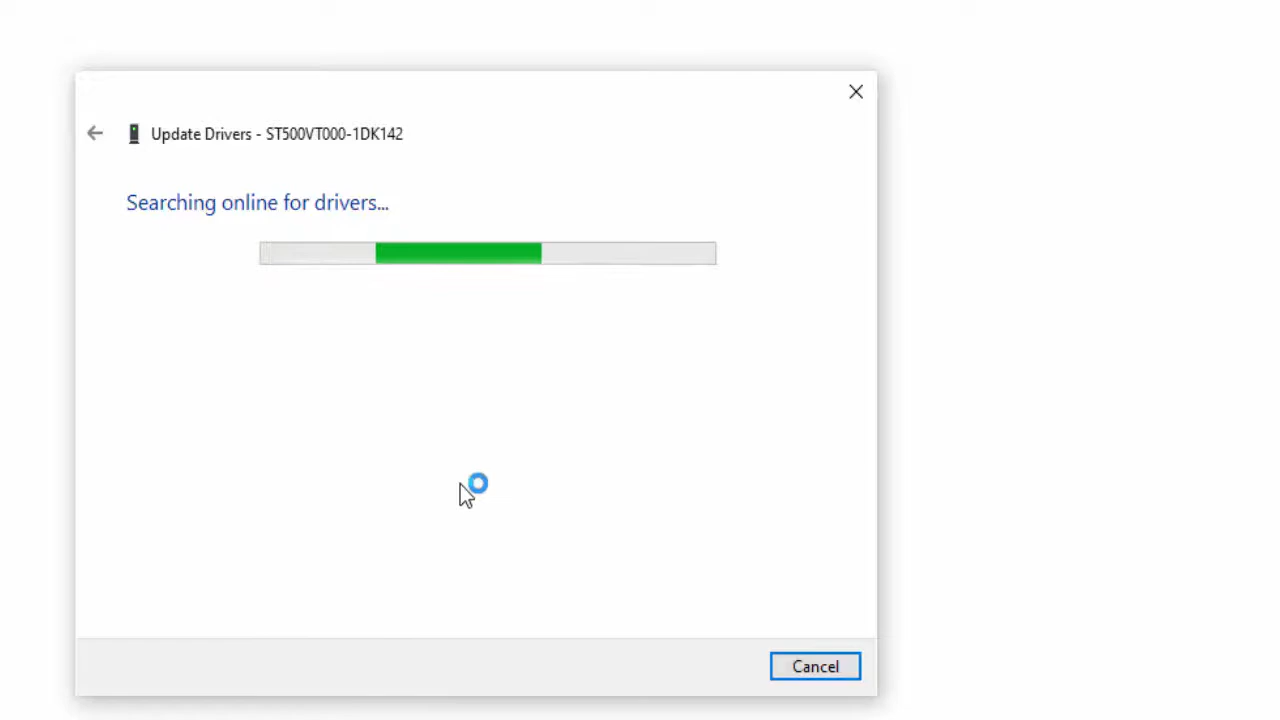 Update Drivers - ST500VT000-1DK142
Searching online for drivers...
Cancel